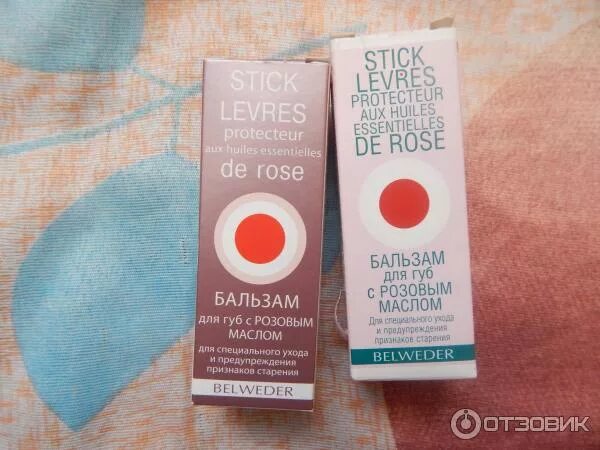 STICK
LEVRES
protecteur
aux huiles essentielles
de rose
БАЛЬЗАМ
для губ с РОЗОВЫМ
МАСЛОМ
для специального ухода
и предупреждения
признаков старения
BELWEDER
STICK
LEVRES
PROTECTEUR
AUX HUILES
ESSENTIELLES
DE ROSE
БАЛЬЗАМ
для губ
с РОЗОВЫМ
МАСЛОМ
Для специального ухода
и предупреждения
признаков старения
BELWEDER
ОТЗОВИК